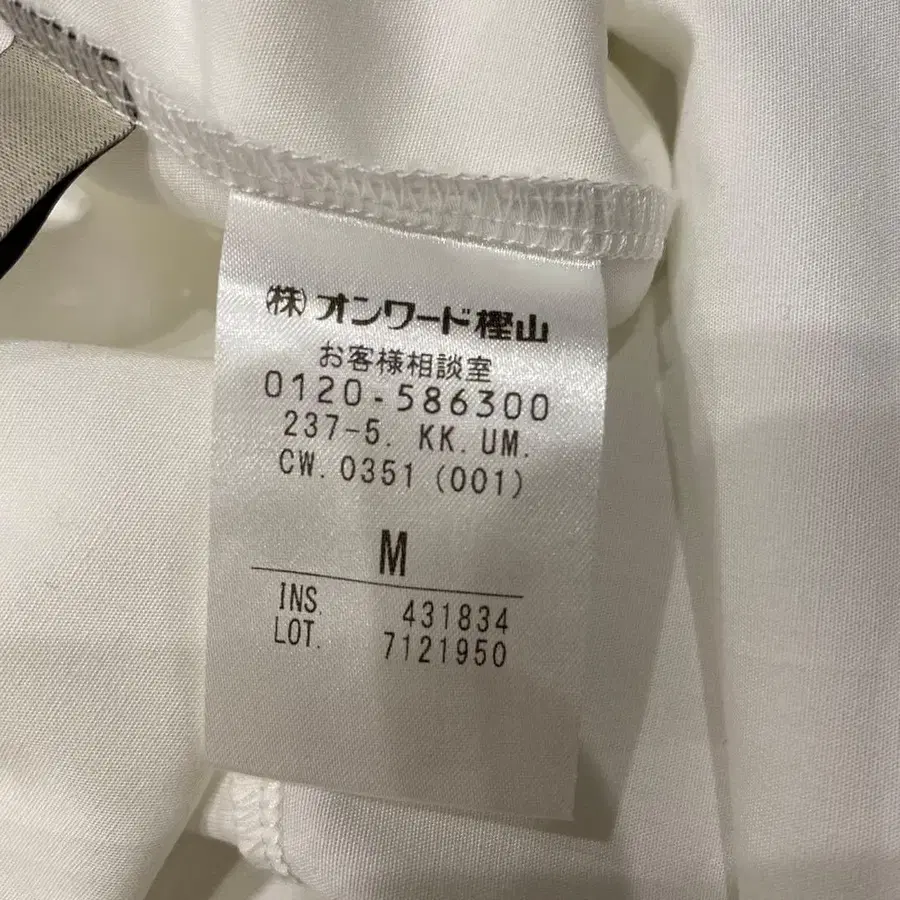 ㈱オンワード樫山
お客様相談室
0120-586300
237-5. KK. UM.
CW. 0351 (001)
M
INS. 431834
LOT. 7121950